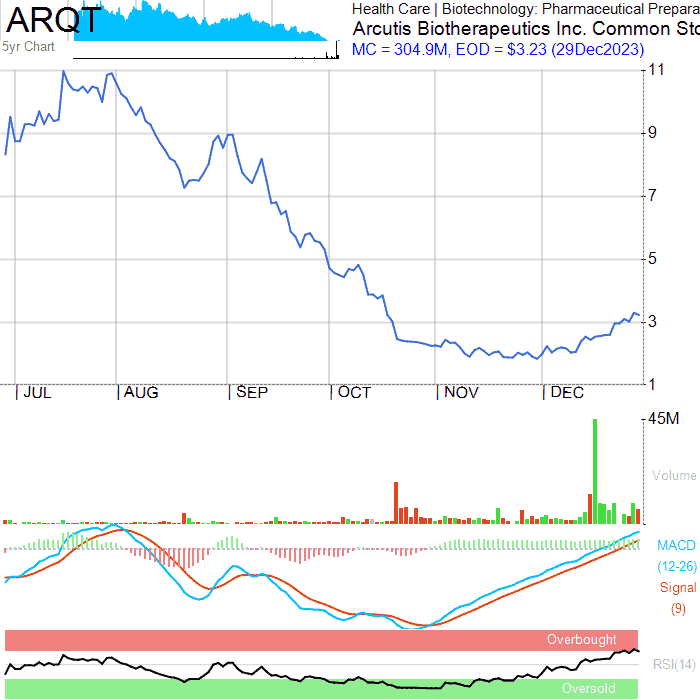 ARQT
Health Care | Biotechnology: Pharmaceutical Prepara
Arcutis Biotherapeutics Inc. Common Sto
5yr Chart
MC = 304.9M, EOD = $3.23 (29Dec2023)
11
9
7
5
3
1
JUL AUG SEP OCT NOV DEC
45M
Volume
MACD
(12-26)
Signal
(9)
Overbought
RSI(14)
Oversold